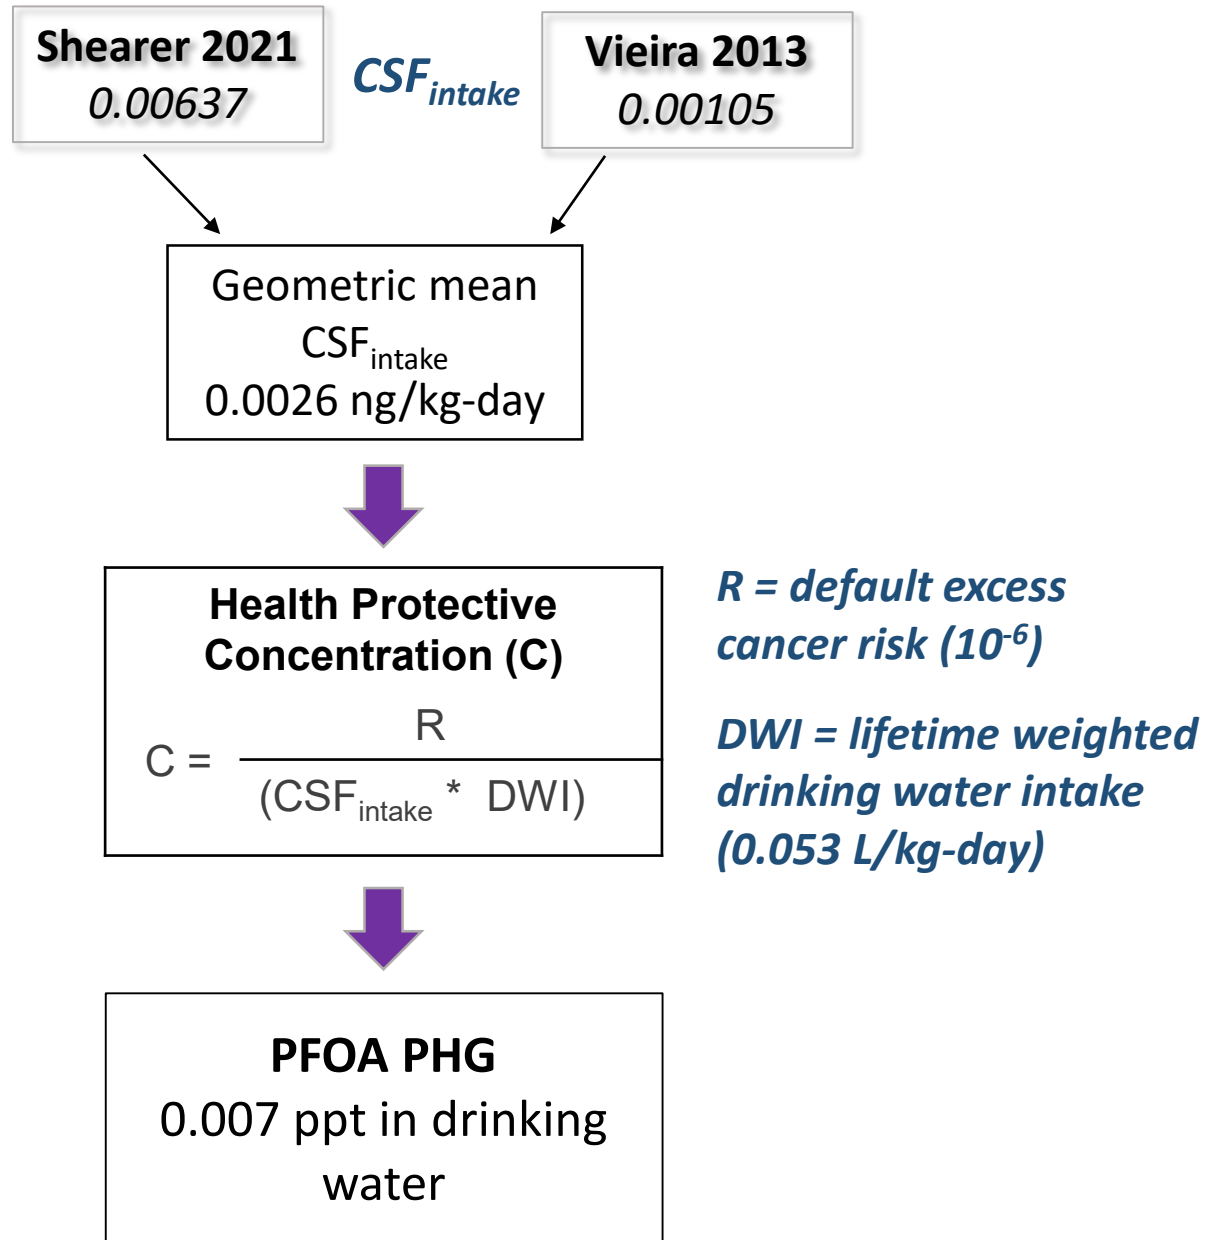 Shearer 2021
0.00637
CSFintake
Vieira 2013
0.00105
Geometric mean
CSFintake
0.0026 ng/kg-day
Health Protective
Concentration (C)
C = R
(CSFintake * DWI)
R = default excess
cancer risk (10-6)
DWI = lifetime weighted
drinking water intake
(0.053 L/kg-day)
PFOA PHG
0.007 ppt in drinking
water